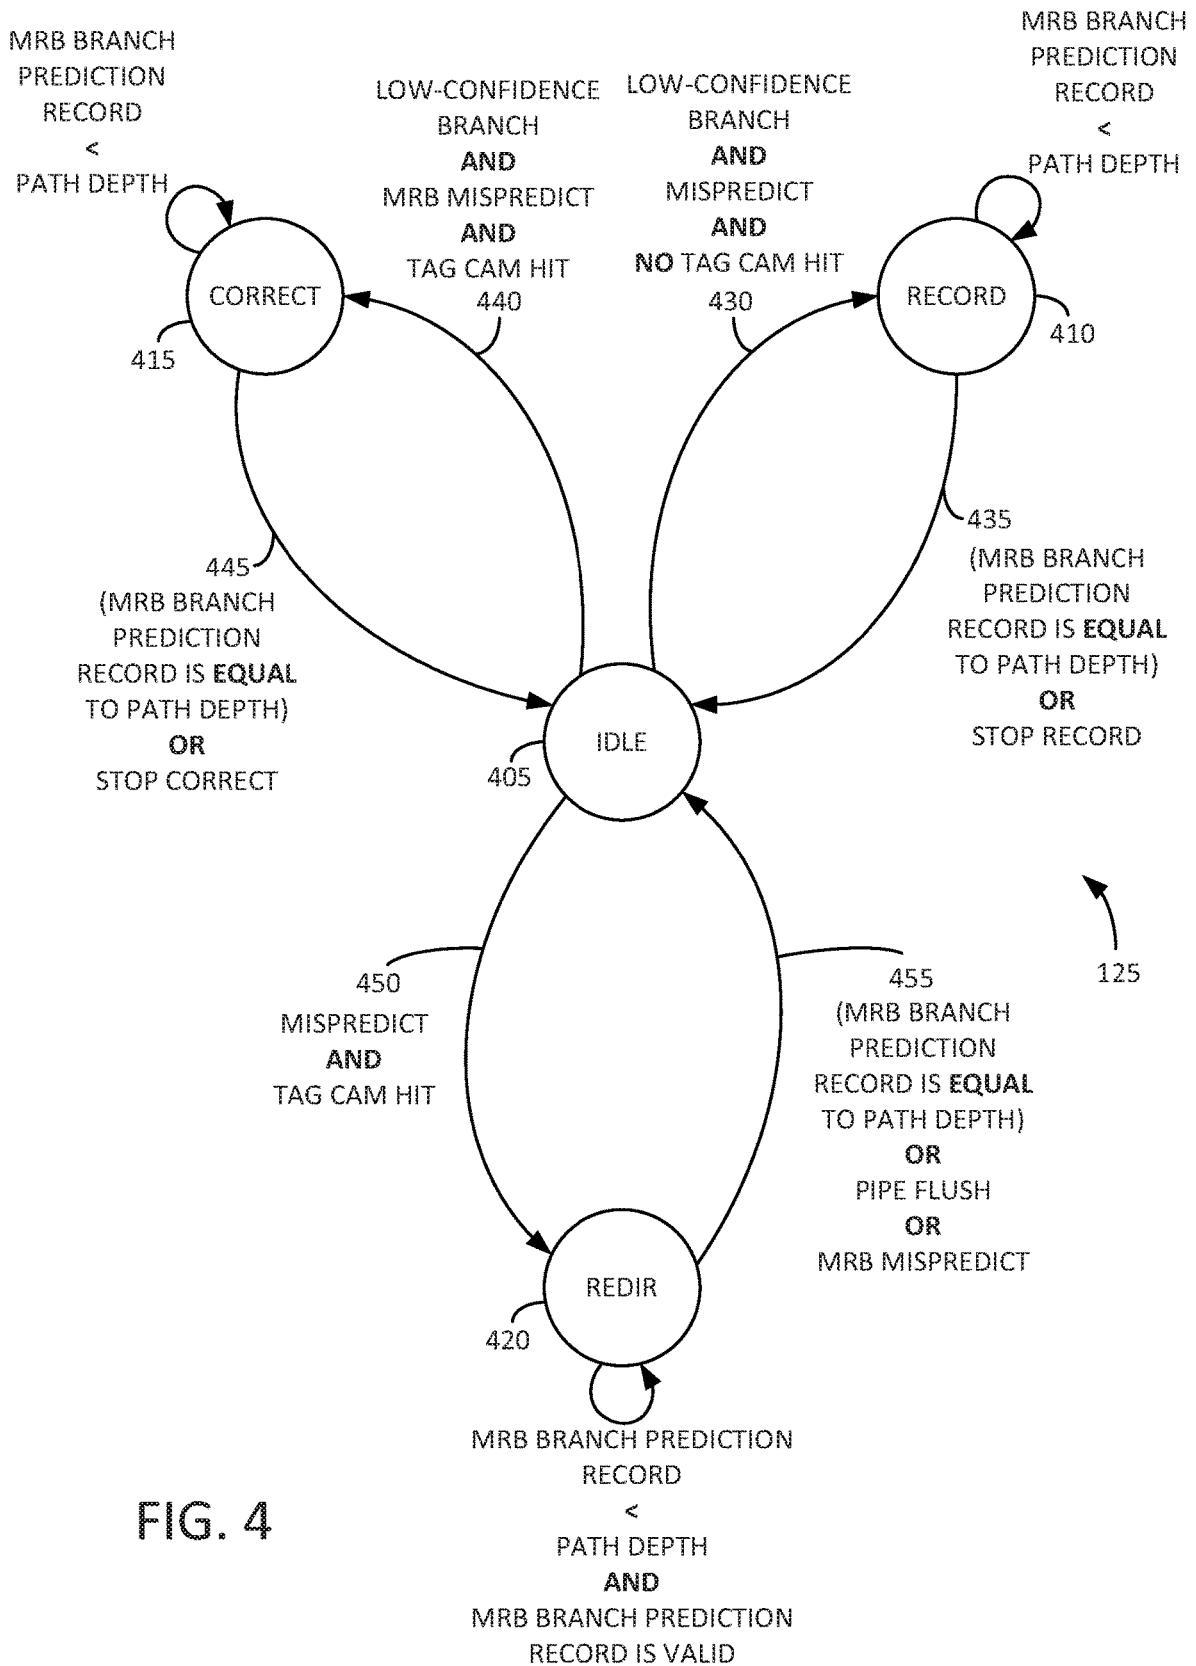 MRB BRANCH
PREDICTION
RECORD
<
PATH DEPTH
LOW-CONFIDENCE
BRANCH
AND
MRB MISPREDICT
AND
TAG CAM HIT
440
LOW-CONFIDENCE
BRANCH
AND
MISPREDICT
AND
NO TAG CAM HIT
430
MRB BRANCH
PREDICTION
RECORD
<
PATH DEPTH
CORRECT
415
RECORD
410
445
(MRB BRANCH
PREDICTION
RECORD IS EQUAL
TO PATH DEPTH)
OR
STOP CORRECT
435
(MRB BRANCH
PREDICTION
RECORD IS EQUAL
TO PATH DEPTH)
OR
STOP RECORD
IDLE
405
450
MISPREDICT
AND
TAG CAM HIT
455
(MRB BRANCH
PREDICTION
RECORD IS EQUAL
TO PATH DEPTH)
OR
PIPE FLUSH
OR
MRB MISPREDICT
125
REDIR
420
MRB BRANCH PREDICTION
RECORD
<
PATH DEPTH
AND
MRB BRANCH PREDICTION
RECORD IS VALID
FIG. 4